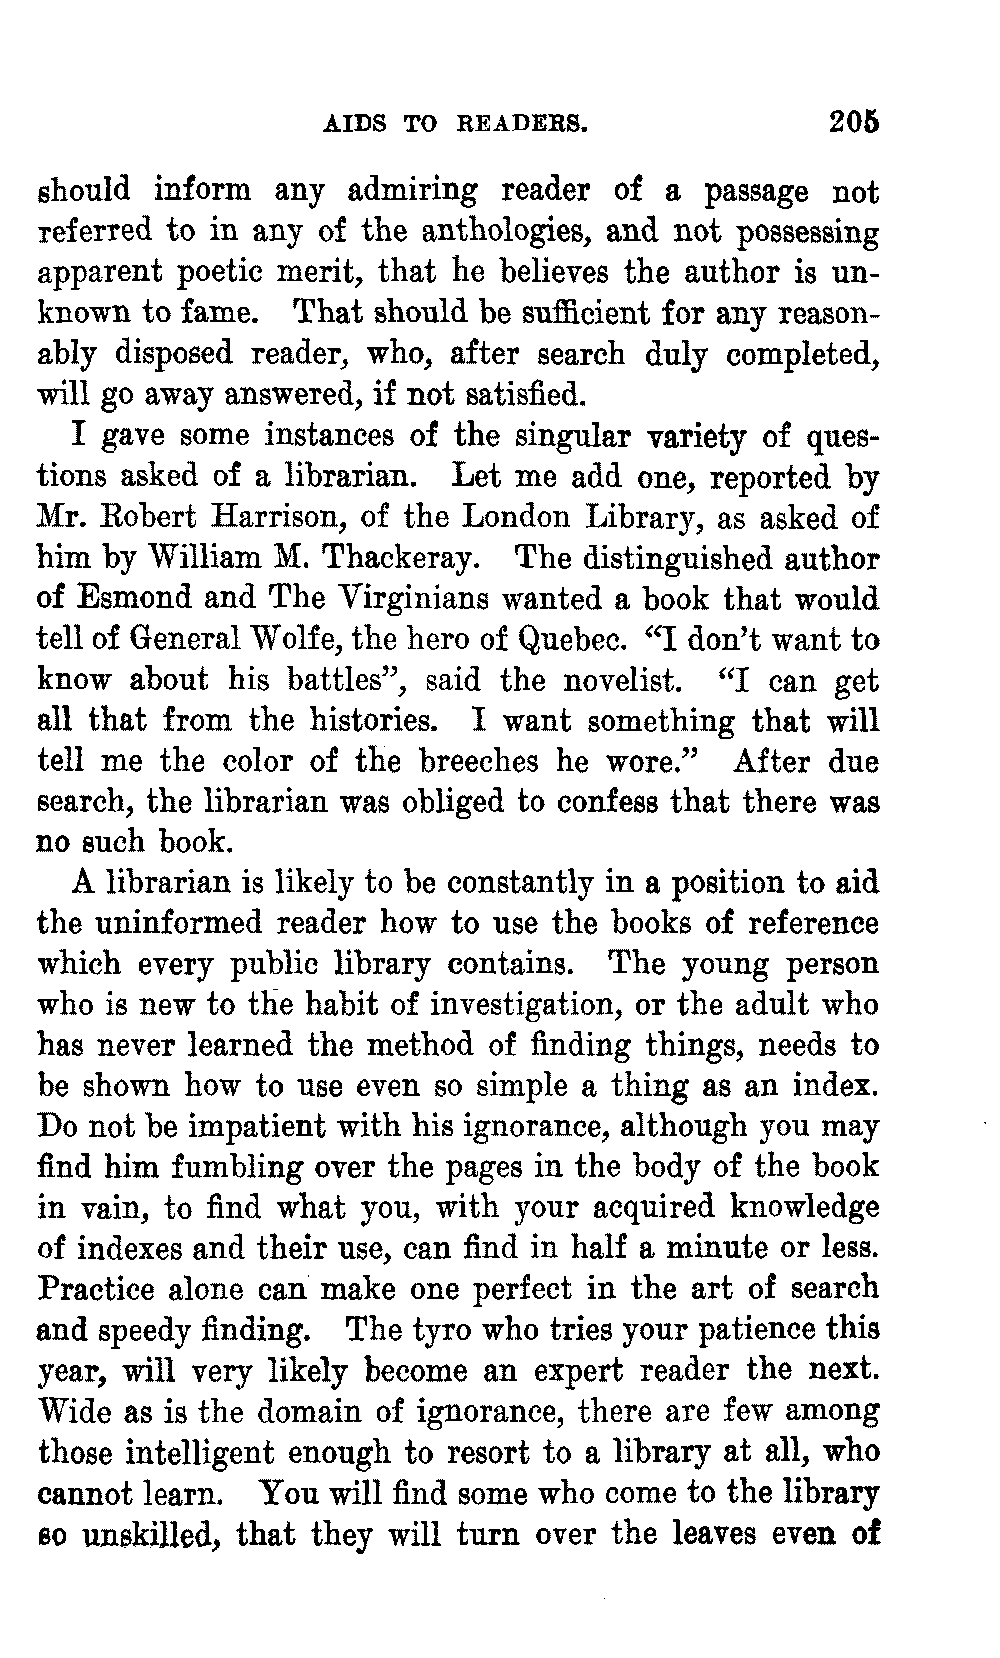 AIDS TO READERS. 205
should inform any admiring reader of a passage not
referred to in any of the anthologies, and not possessing
apparent poetic merit, that he believes the author is un-
known to fame. That should be sufficient for any reason-
ably disposed reader, who, after search duly completed,
will go away answered, if not satisfied.
I gave some instances of the singular variety of ques-
tions asked of a librarian. Let me add one, reported by
Mr. Robert Harrison, of the London Library, as asked of
him by William M. Thackeray. The distinguished author
of Esmond and The Virginians wanted a book that would
tell of General Wolfe, the hero of Quebec. “I don’t want to
know about his battles”, said the novelist. “I can get
all that from the histories. I want something that will
tell me the color of the breeches he wore.” After due
search, the librarian was obliged to confess that there was
no such book.
A librarian is likely to be constantly in a position to aid
the uninformed reader how to use the books of reference
which every public library contains. The young person
who is new to the habit of investigation, or the adult who
has never learned the method of finding things, needs to
be shown how to use even so simple a thing as an index.
Do not be impatient with his ignorance, although you may
find him fumbling over the pages in the body of the book
in vain, to find what you, with your acquired knowledge
of indexes and their use, can find in half a minute or less.
Practice alone can make one perfect in the art of search
and speedy finding. The tyro who tries your patience this
year, will very likely become an expert reader the next.
Wide as is the domain of ignorance, there are few among
those intelligent enough to resort to a library at all, who
cannot learn. You will find some who come to the library
so unskilled, that they will turn over the leaves even of